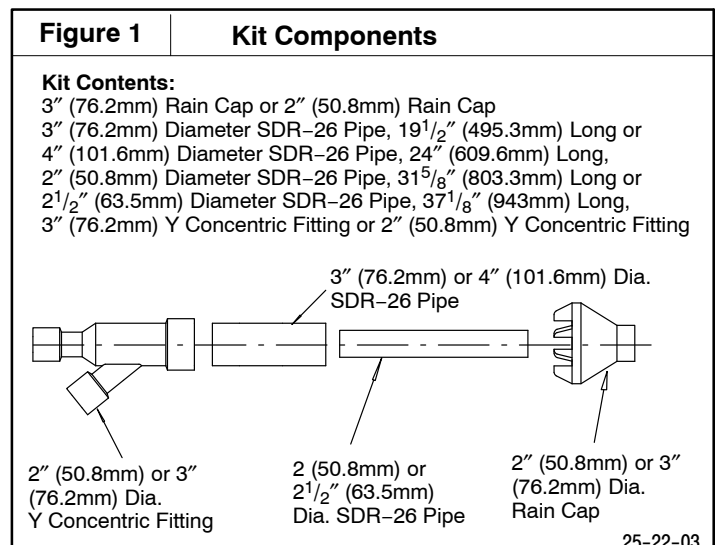 Figure 1
Kit Components
Kit Contents:
3″ (76.2mm) Rain Cap or 2″ (50.8mm) Rain Cap
3″ (76.2mm) Diameter SDR−26 Pipe, 19 1/2″ (495.3mm) Long or
4″ (101.6mm) Diameter SDR−26 Pipe, 24″ (609.6mm) Long,
2″ (50.8mm) Diameter SDR−26 Pipe, 31 5/8″ (803.3mm) Long or
2 1/2″ (63.5mm) Diameter SDR−26 Pipe, 37 1/8″ (943mm) Long,
3″ (76.2mm) Y Concentric Fitting or 2″ (50.8mm) Y Concentric Fitting
3″ (76.2mm) or 4″ (101.6mm) Dia.
SDR−26 Pipe
2″ (50.8mm) or 3″
(76.2mm) Dia.
Y Concentric Fitting
2 (50.8mm) or
2 1/2″ (63.5mm)
Dia. SDR−26 Pipe
2″ (50.8mm) or 3″
(76.2mm) Dia.
Rain Cap
25-22-03